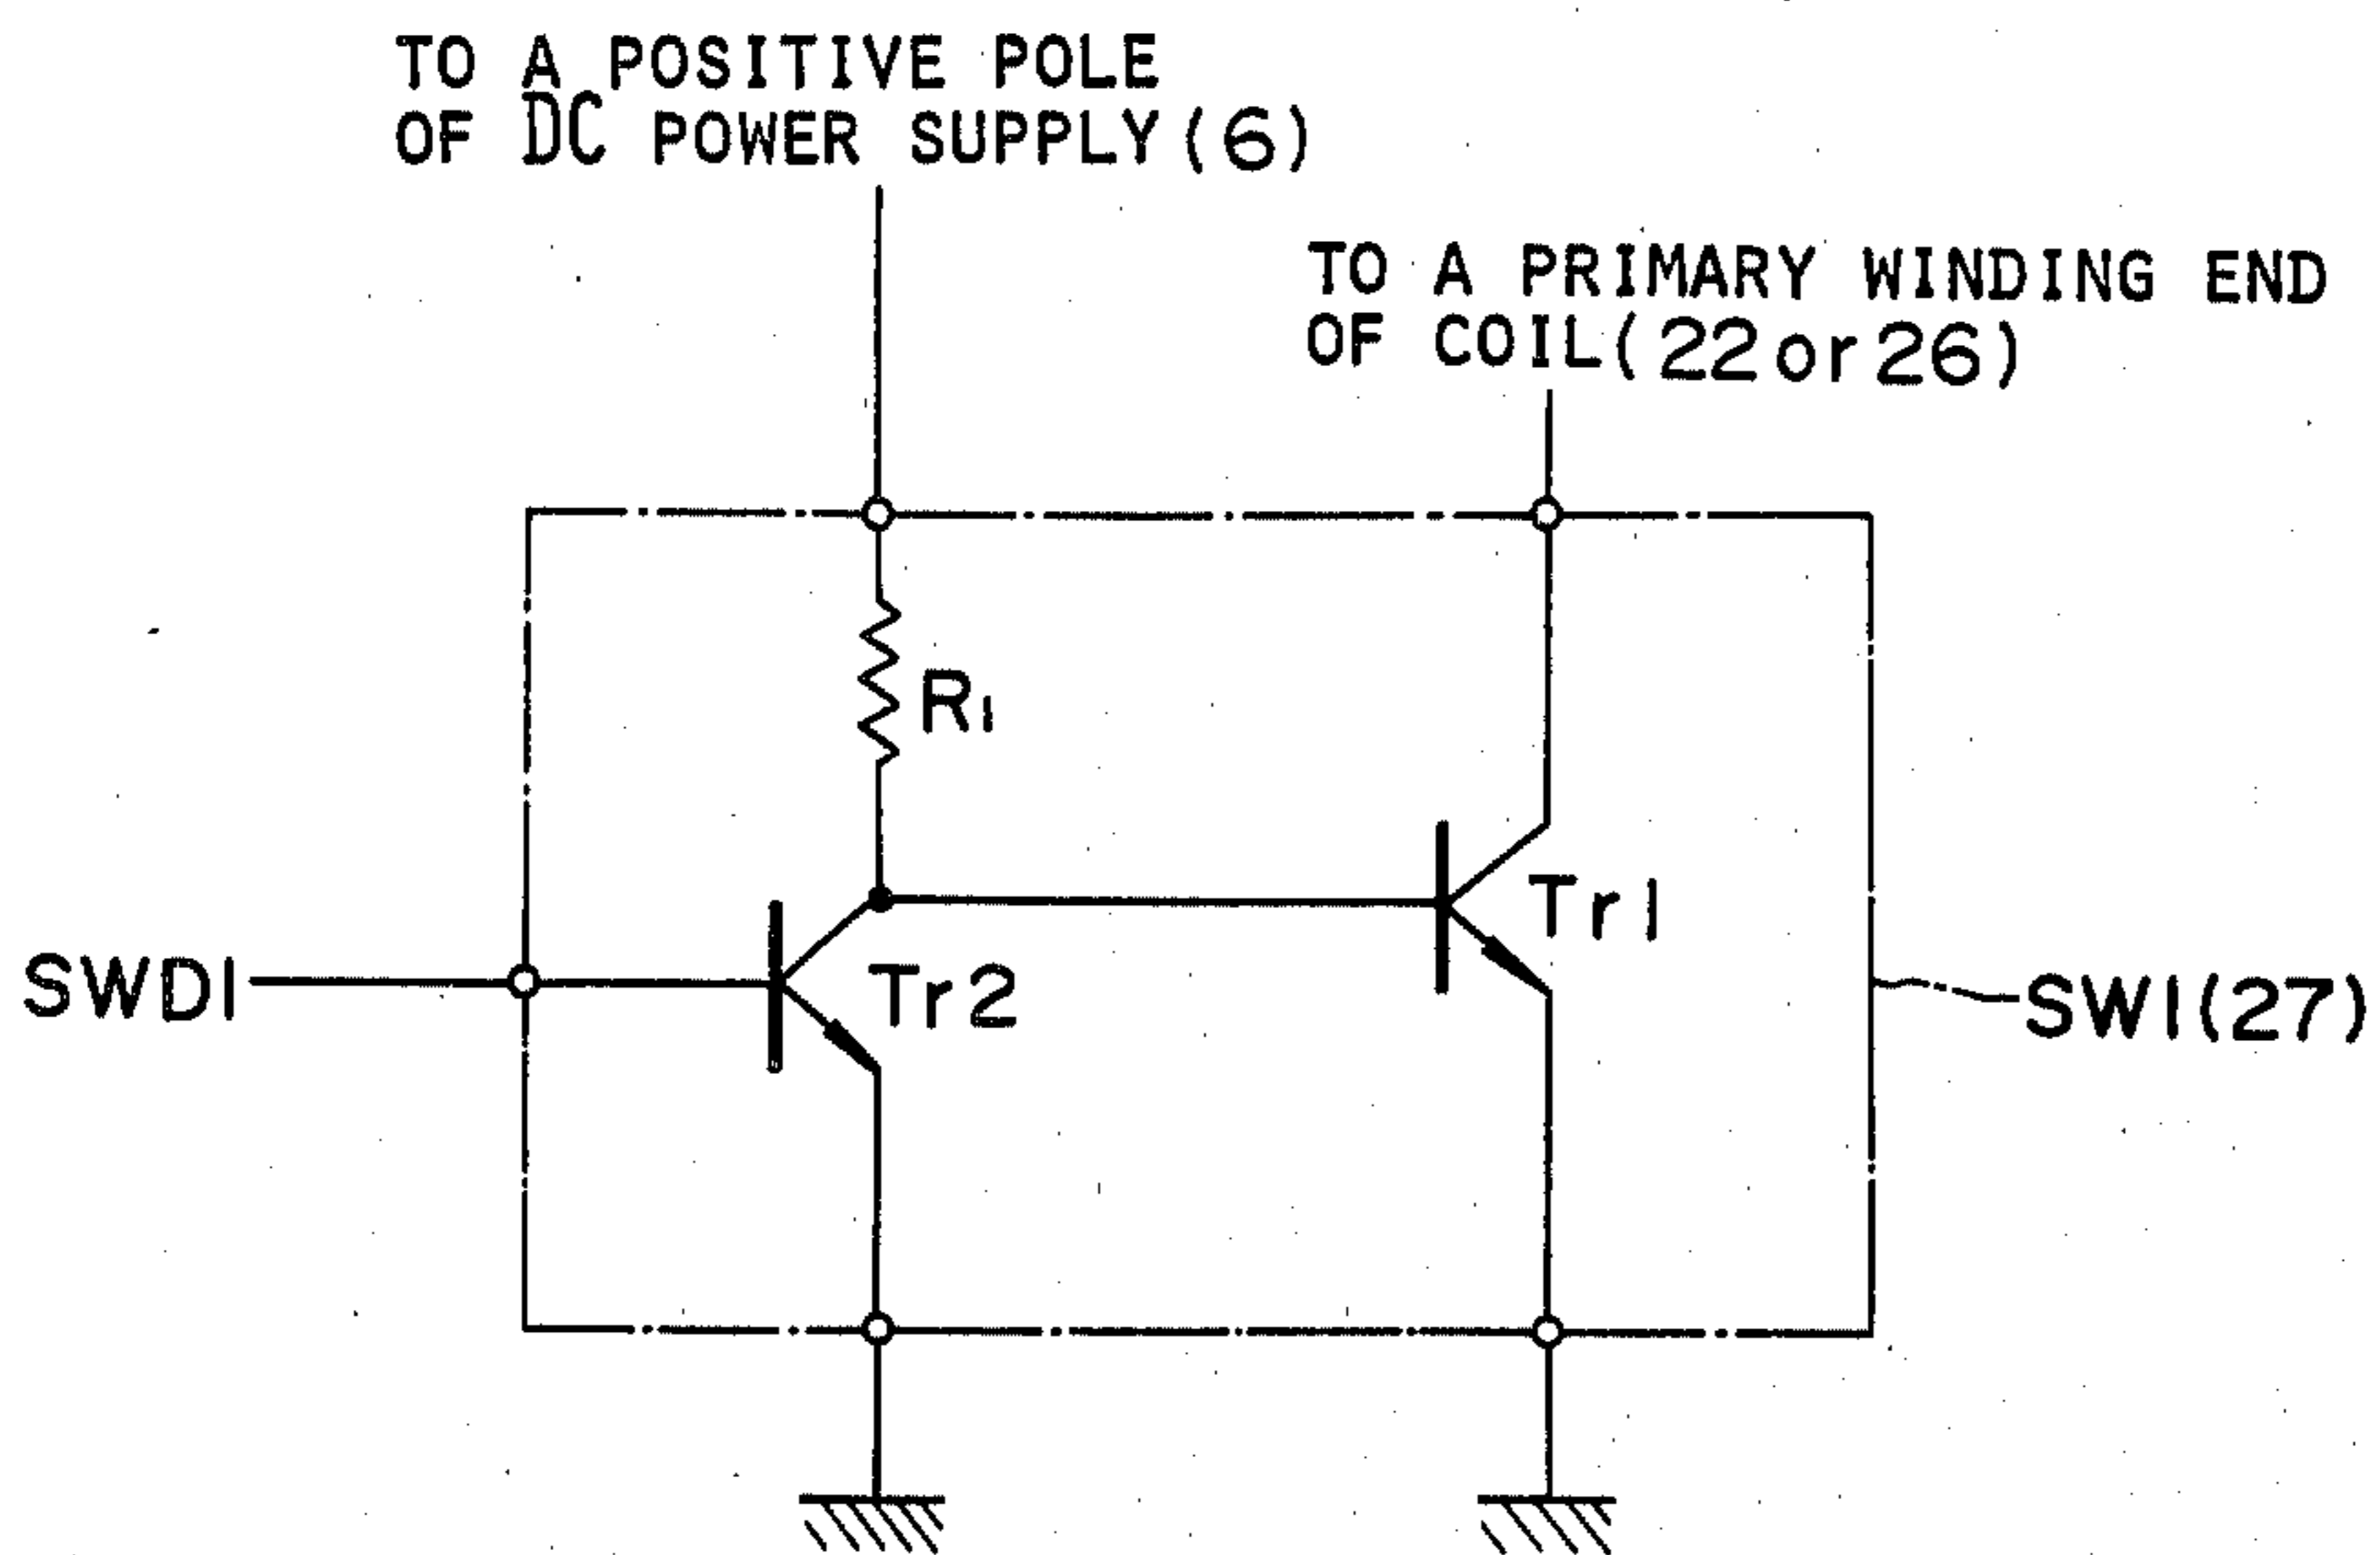 TO A POSITIVE POLE
OF DC POWER SUPPLY(6)
TO A PRIMARY WINDING END
OF COIL(22 or 26)
R1
Tr1
SWD1
Tr2
SW1(27)